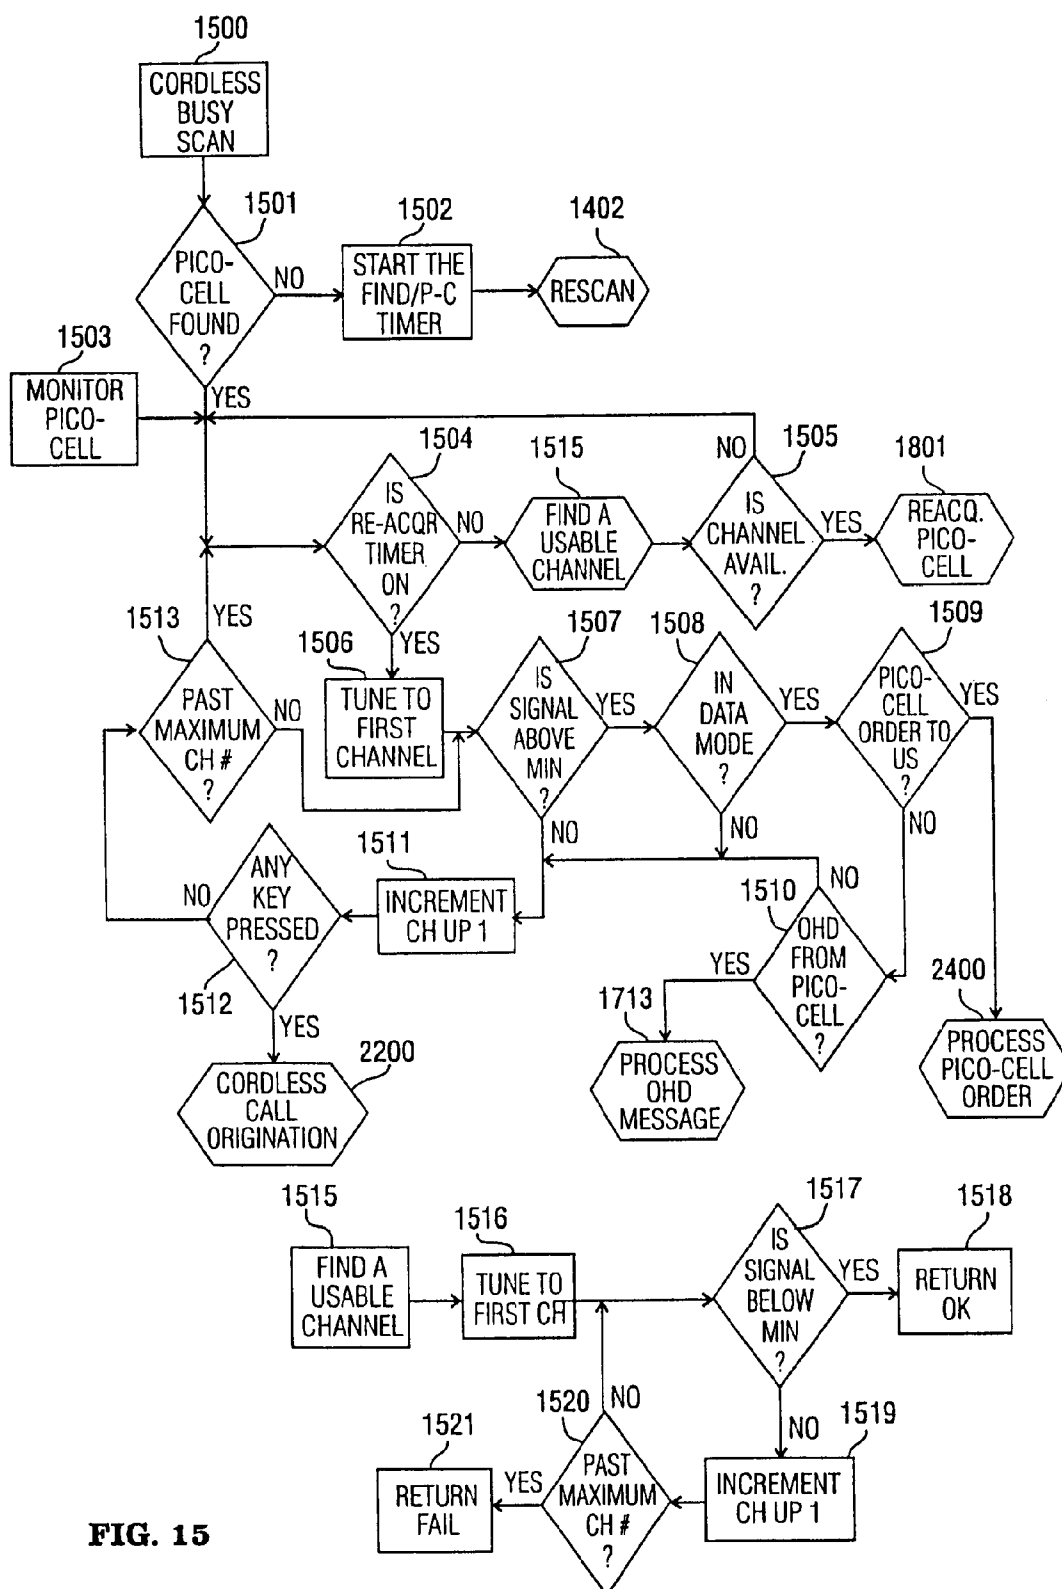 1500
CORDLESS
BUSY
SCAN
1501
PICO-
CELL
FOUND
?
NO
1502
START THE
FIND/P-C
TIMER
1402
RESCAN
1503
MONITOR
PICO-
CELL
YES
1504
IS
RE-ACQR
TIMER
ON
?
NO
YES
1515
FIND A
USABLE
CHANNEL
NO
1505
IS
CHANNEL
AVAIL.
?
YES
1801
REACQ.
PICO-
CELL
YES
1513
PAST
MAXIMUM
CH #
?
NO
1506
TUNE TO
FIRST
CHANNEL
1507
IS
SIGNAL
ABOVE
MIN
?
YES
NO
1508
IN
DATA
MODE
?
YES
NO
1509
PICO-
CELL
ORDER TO
US
?
YES
NO
1511
INCREMENT
CH UP 1
NO
ANY
KEY
PRESSED
?
1512
YES
2200
CORDLESS
CALL
ORIGINATION
NO
1510
OHD
FROM
PICO-
CELL
?
YES
1713
PROCESS
OHD
MESSAGE
2400
PROCESS
PICO-CELL
ORDER
1515
FIND A
USABLE
CHANNEL
1516
TUNE TO
FIRST CH
1517
IS
SIGNAL
BELOW
MIN
?
YES
1518
RETURN
OK
NO
1519
INCREMENT
CH UP 1
NO
1520
PAST
MAXIMUM
CH #
?
YES
1521
RETURN
FAIL
FIG. 15